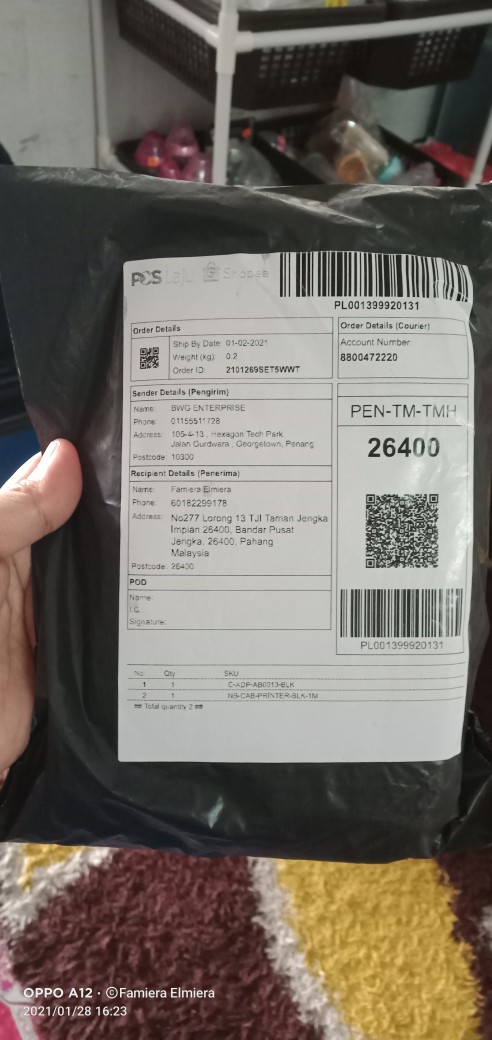 POS Laju Shopee
PL001399920131
Order Details
Ship By Date: 01-02-2021
Weight (kg): 0.2
Order ID: 2101269SET5WWT
Order Details (Courier)
Account Number:
8800472220
Sender Details (Pengirim)
Name: BWG ENTERPRISE
Phone: 01155511728
Address: 105-4-13 , Hexagon Tech Park
Jalan Gurdwara , Georgetown, Penang
Postcode: 10300
PEN-TM-TMH
26400
Recipient Details (Penerima)
Name: Famiera Elmiera
Phone: 60182299178
Address: No277 Lorong 13 TJI Taman Jengka
Impian 26400, Bandar Pusat
Jengka, 26400, Pahang
Malaysia
Postcode: 26400
POD
Name:
I.C.:
Signature:
PL001399920131
No. Qty SKU
1 1 C-ADP-AB0013-BLK
2 1 NB-CAB-PRINTER-BLK-1M
== Total quantity 2 ==
OPPO A12 · ©Famiera Elmiera
2021/01/28 16:23